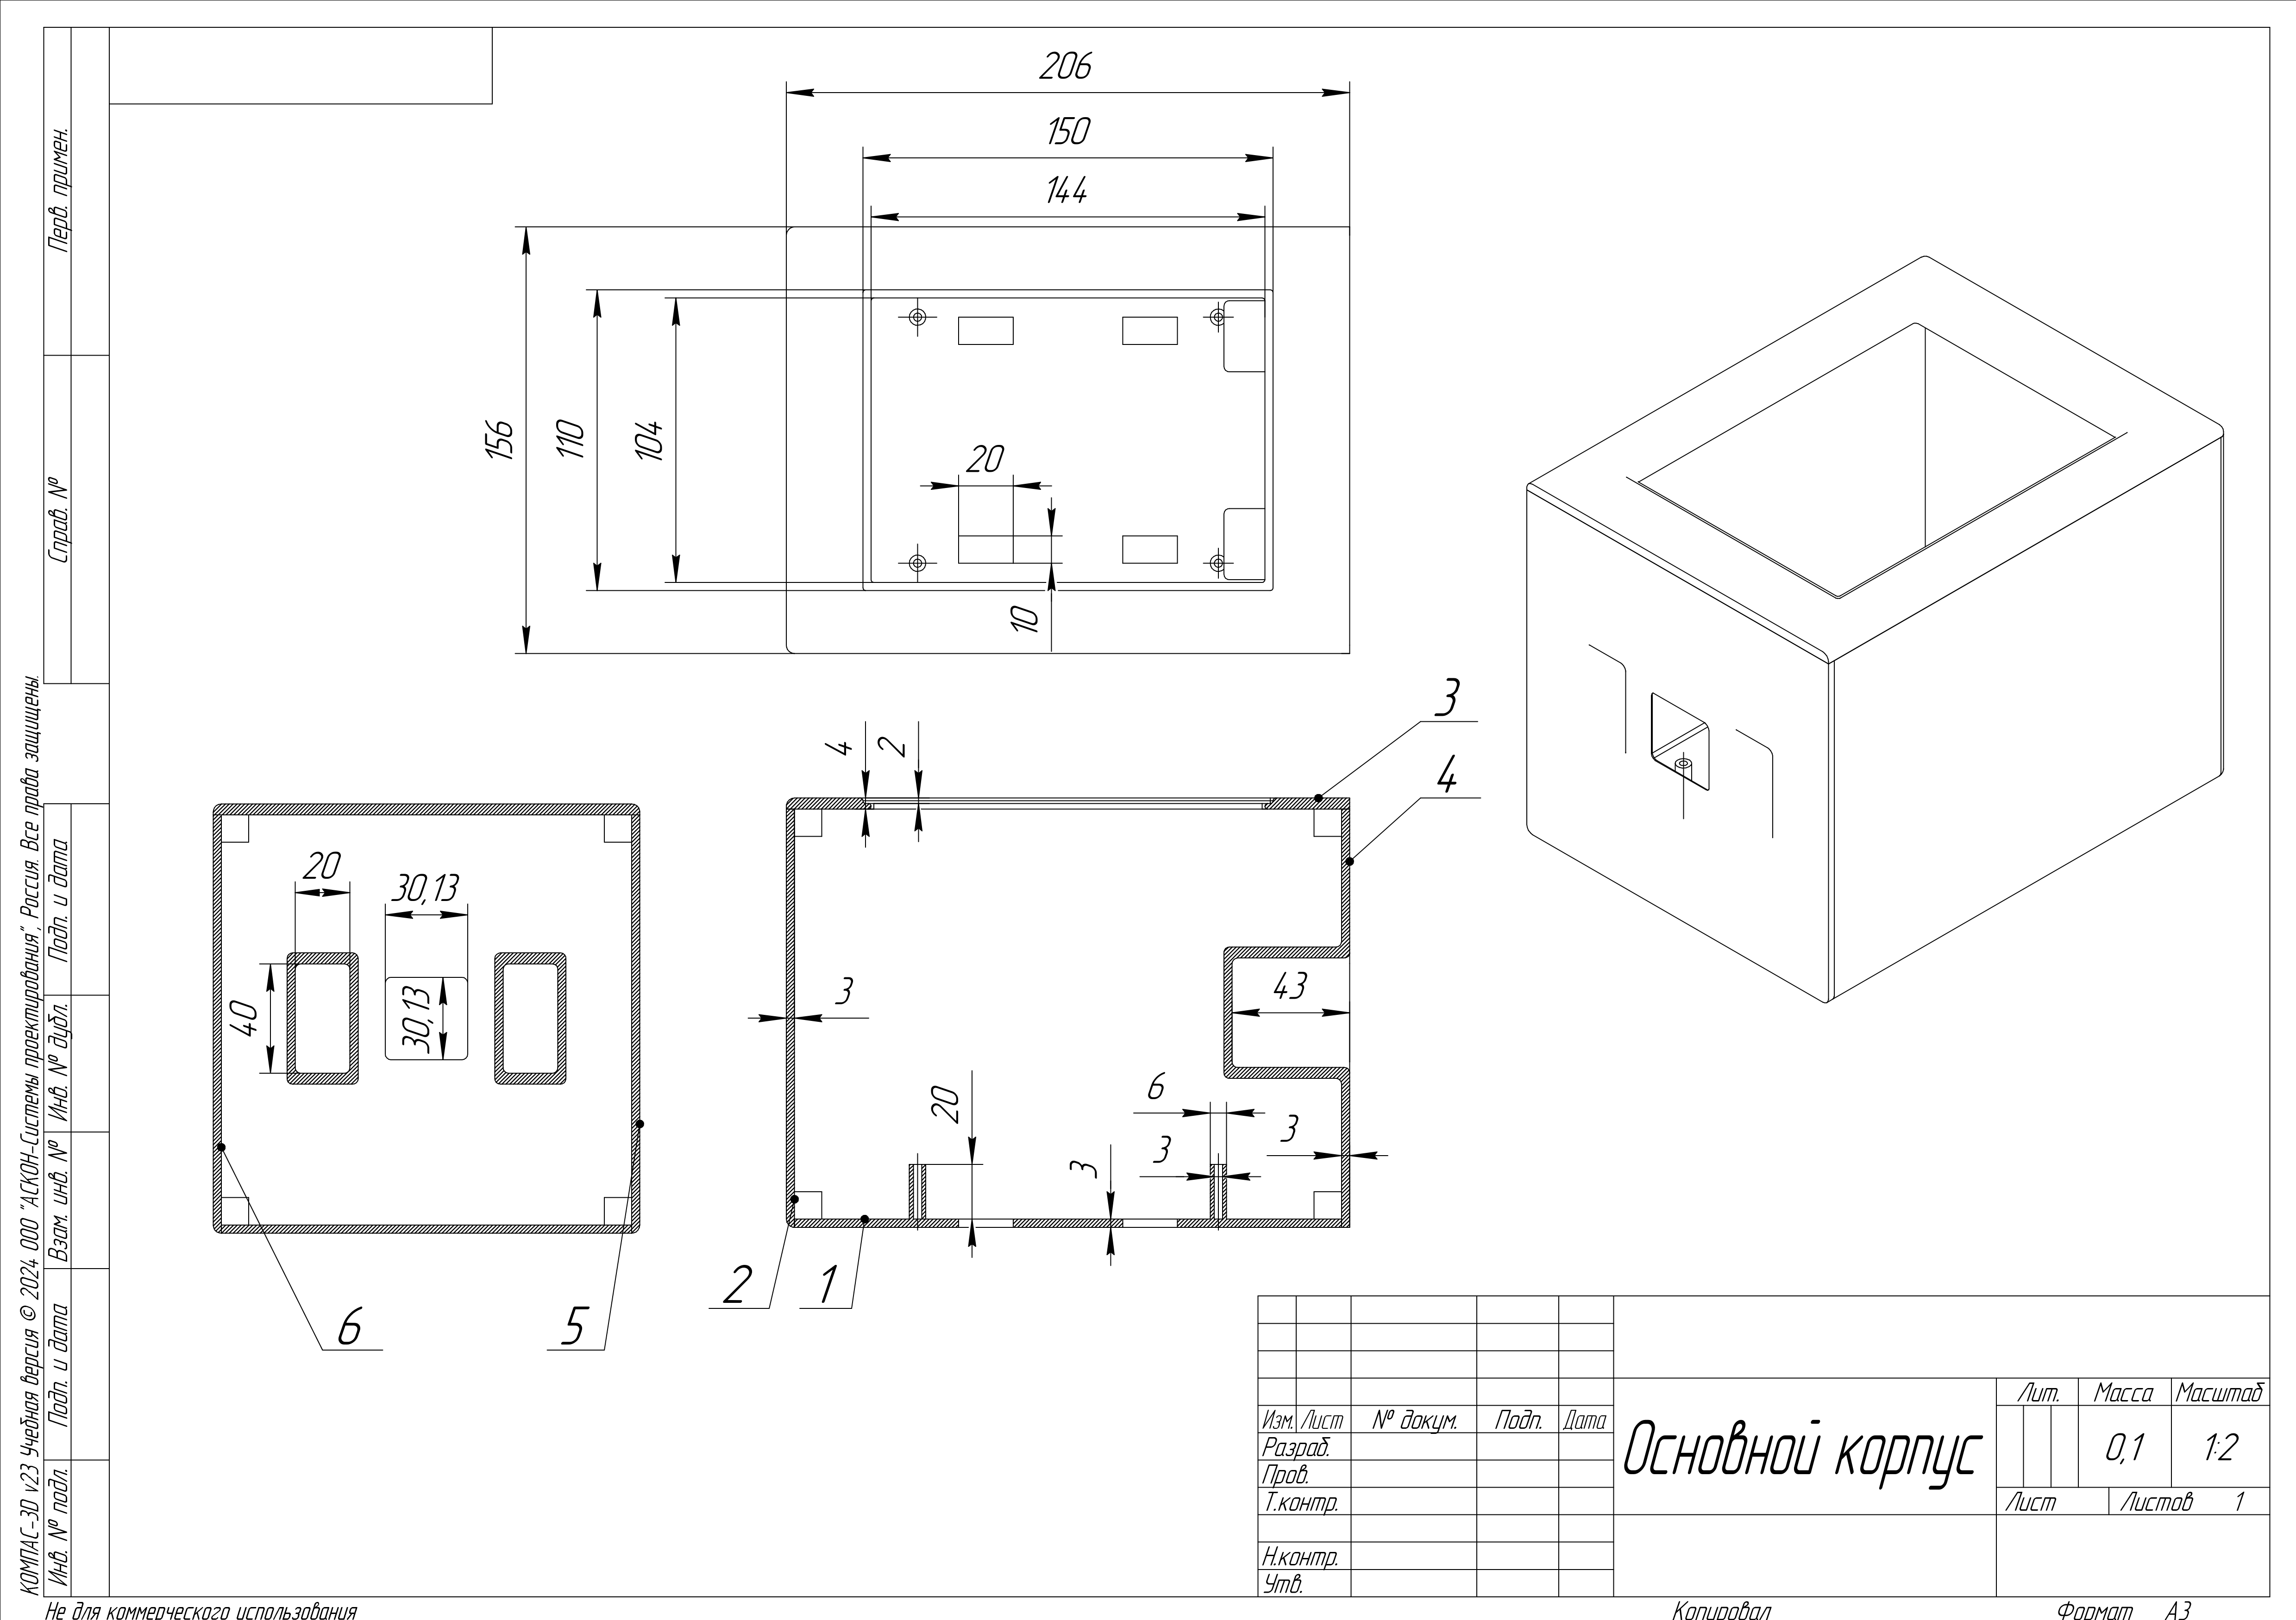 206
150
144
156
110
104
20
10
3
4
4
2
20
30,13
40
30,13
3
43
20
6
3
3
3
6
5
2
1
Перв. примен.
Справ. №
Подп. и дата
Инв. № дубл.
Взам. инв. №
Подп. и дата
Инв. № подл.
КОМПАС-3D v23 Учебная версия © 2024 ООО "АСКОН-Системы проектирования", Россия. Все права защищены.
Изм. Лист № докум. Подп. Дата
Разраб.
Пров.
Т.контр.
Н.контр.
Утв.
Основной корпус
Лит. Масса Масштаб
0,1 1:2
Лист Листов 1
Не для коммерческого использования
Копировал
Формат А3